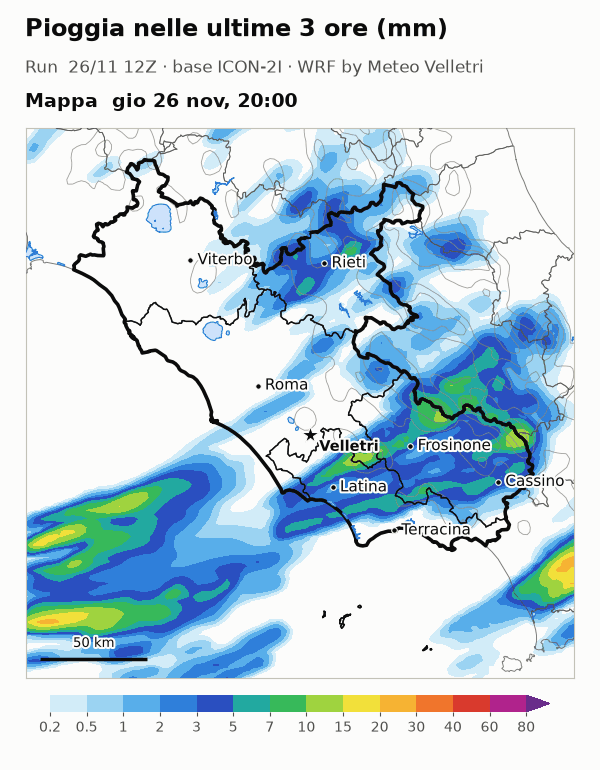 Pioggia nelle ultime 3 ore (mm)
Run  26/11 12Z · base ICON-2I · WRF by Meteo Velletri
Mappa  gio 26 nov, 20:00
Viterbo
Rieti
Roma
Velletri
Frosinone
Latina
Cassino
Terracina
50 km
0.2 0.5 1 2 3 5 7 10 15 20 30 40 60 80